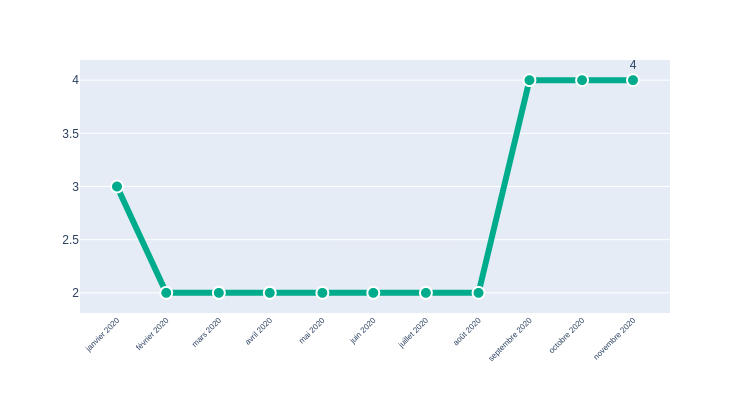 4
4
3.5
3
2.5
2
janvier 2020
février 2020
mars 2020
avril 2020
mai 2020
juin 2020
juillet 2020
août 2020
septembre 2020
octobre 2020
novembre 2020